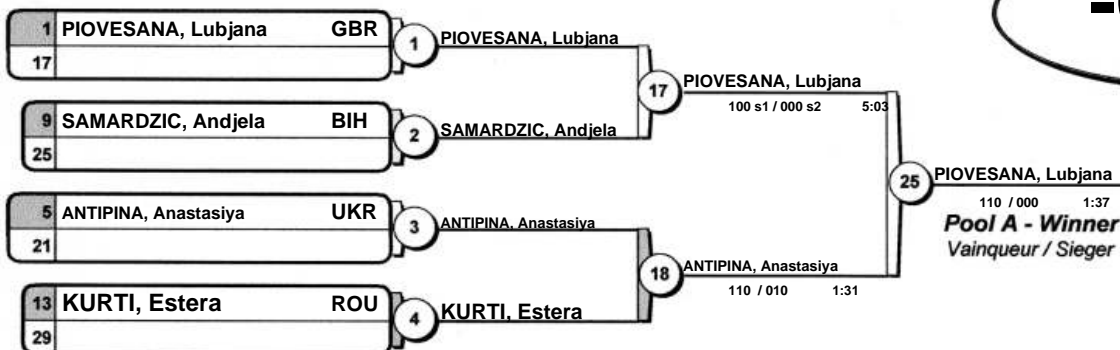 1 PIOVESANA, Lubjana GBR
17
1
PIOVESANA, Lubjana
9 SAMARDZIC, Andjela BIH
25
2
SAMARDZIC, Andjela
17
PIOVESANA, Lubjana
100 s1 / 000 s2 5:03
5 ANTIPINA, Anastasiya UKR
21
3
ANTIPINA, Anastasiya
13 KURTI, Estera ROU
29
4
KURTI, Estera
18
ANTIPINA, Anastasiya
110 / 010 1:31
25
PIOVESANA, Lubjana
110 / 000 1:37
Pool A - Winner
Vainqueur / Sieger